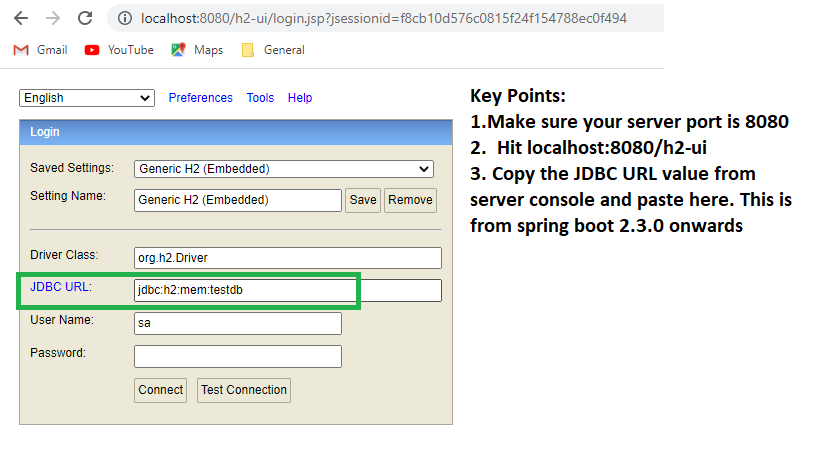 localhost:8080/h2-ui/login.jsp?jsessionid=f8cb10d576c0815f24f154788ec0f494
Gmail YouTube Maps General
English Preferences Tools Help
Login
Saved Settings: Generic H2 (Embedded)
Setting Name: Generic H2 (Embedded) Save Remove
Driver Class: org.h2.Driver
JDBC URL: jdbc:h2:mem:testdb
User Name: sa
Password:
Connect Test Connection
Key Points:
1.Make sure your server port is 8080
2. Hit localhost:8080/h2-ui
3. Copy the JDBC URL value from
server console and paste here. This is
from spring boot 2.3.0 onwards